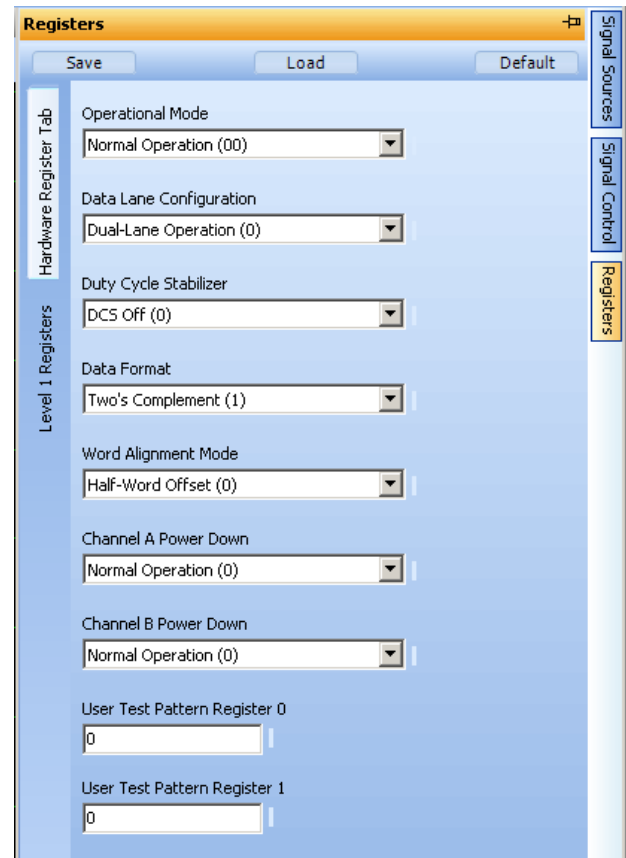 Registers
Save
Load
Default
Signal Sources
Signal Control
Registers
Hardware Register Tab
Level 1 Registers
Operational Mode
Normal Operation (00)
Data Lane Configuration
Dual-Lane Operation (0)
Duty Cycle Stabilizer
DCS Off (0)
Data Format
Two's Complement (1)
Word Alignment Mode
Half-Word Offset (0)
Channel A Power Down
Normal Operation (0)
Channel B Power Down
Normal Operation (0)
User Test Pattern Register 0
0
User Test Pattern Register 1
0